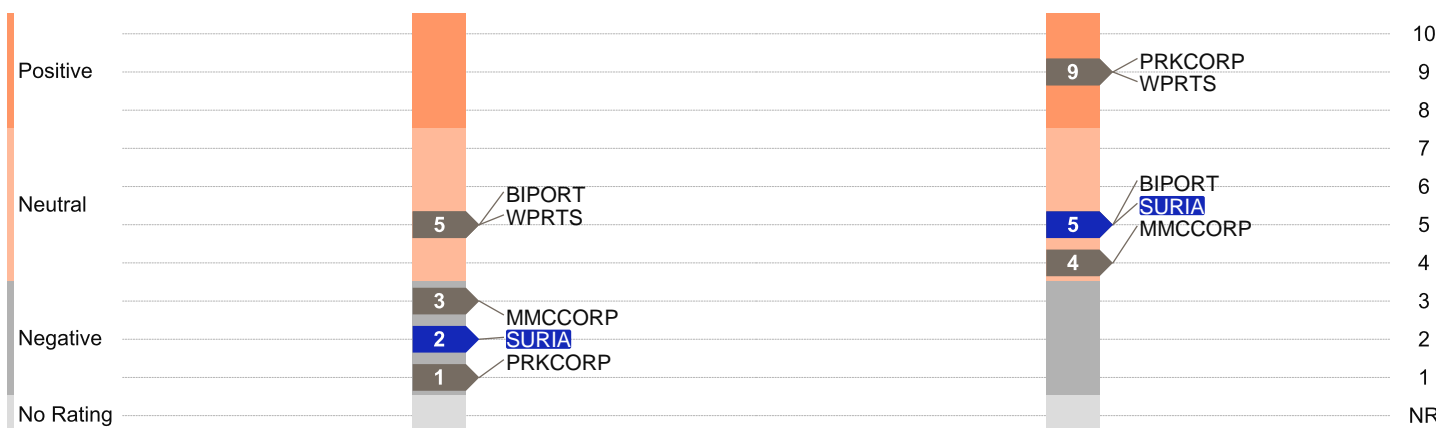 10
Positive
9
PRKCORP
9
WPRTS
8
7
BIPORT
6
Neutral
BIPORT
SURIA
5
WPRTS
5
5
MMCCORP
4
4
3
3
MMCCORP
Negative
2
SURIA
2
PRKCORP
1
1
No Rating
NR